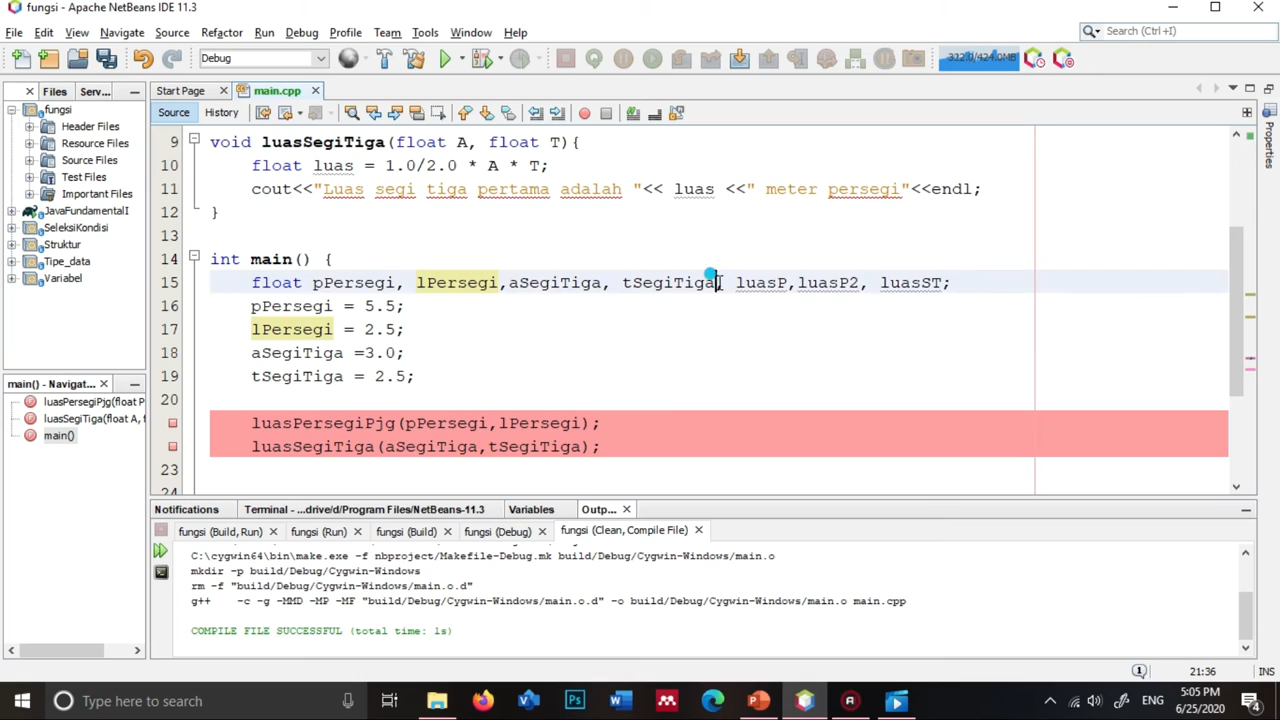 fungsi - Apache NetBeans IDE 11.3
File Edit View Navigate Source Refactor Run Debug Profile Team Tools Window Help
Search (Ctrl+I)
Debug
Files Serv...
Start Page main.cpp
fungsi
Source History
Header Files
Resource Files
Source Files
Test Files
Important Files
JavaFundamentalI
SeleksiKondisi
Struktur
Tipe_data
Variabel
Properties
9 void luasSegiTiga(float A, float T){
10 float luas = 1.0/2.0 * A * T;
11 cout<<"Luas segi tiga pertama adalah "<< luas <<" meter persegi"<<endl;
12 }
13
14 int main() {
15 float pPersegi, lPersegi,aSegiTiga, tSegiTiga, luasP,luasP2, luasST;
16 pPersegi = 5.5;
17 lPersegi = 2.5;
18 aSegiTiga =3.0;
19 tSegiTiga = 2.5;
20
luasPersegiPjg(pPersegi,lPersegi);
luasSegiTiga(aSegiTiga,tSegiTiga);
23
24
main() - Navigat...
luasPersegiPjg(float P
luasSegiTiga(float A, f
main()
Notifications Terminal - ...drive/d/Program Files/NetBeans-11.3 Variables Outp...
fungsi (Build, Run) fungsi (Run) fungsi (Build) fungsi (Debug) fungsi (Clean, Compile File)
C:\cygwin64\bin\make.exe -f nbproject/Makefile-Debug.mk build/Debug/Cygwin-Windows/main.o
mkdir -p build/Debug/Cygwin-Windows
rm -f "build/Debug/Cygwin-Windows/main.o.d"
g++ -c -g -MMD -MP -MF "build/Debug/Cygwin-Windows/main.o.d" -o build/Debug/Cygwin-Windows/main.o main.cpp
COMPILE FILE SUCCESSFUL (total time: 1s)
1 21:36 INS
Type here to search
ENG
5:05 PM
6/25/2020